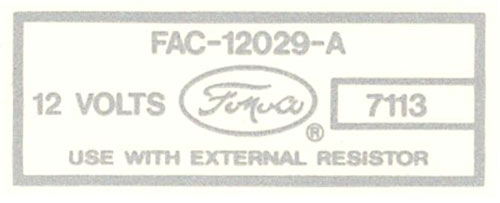 FAC-12029-A
12 VOLTS FoMoCo ® 7113
USE WITH EXTERNAL RESISTOR